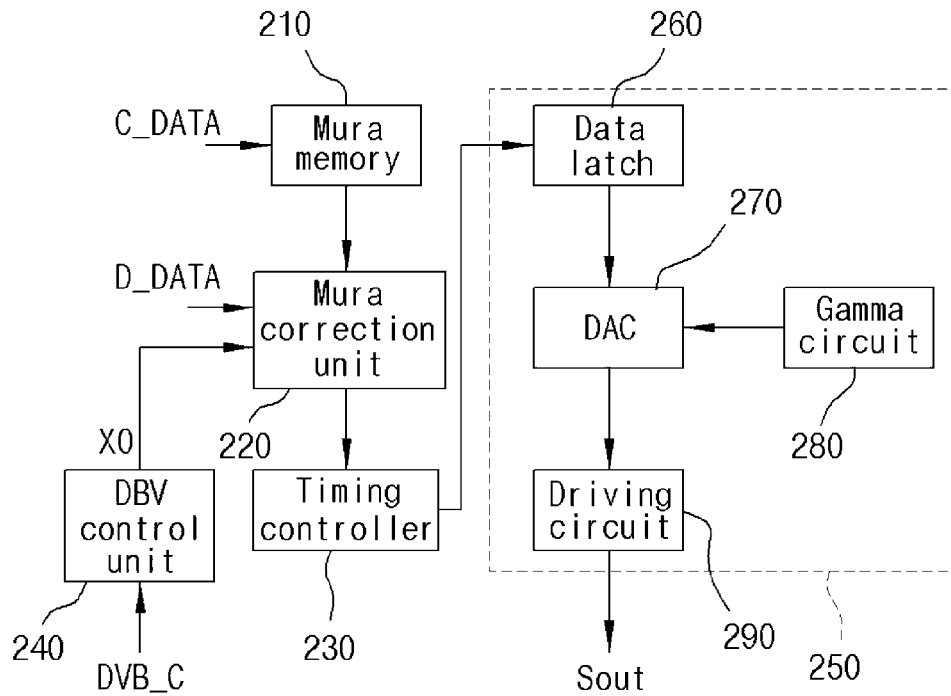 210
260
C_DATA
Mura
memory
Data
latch
270
D_DATA
Mura
correction
unit
DAC
Gamma
circuit
220
280
X0
DBV
control
unit
Timing
controller
Driving
circuit
240
230
290
250
DVB_C
Sout